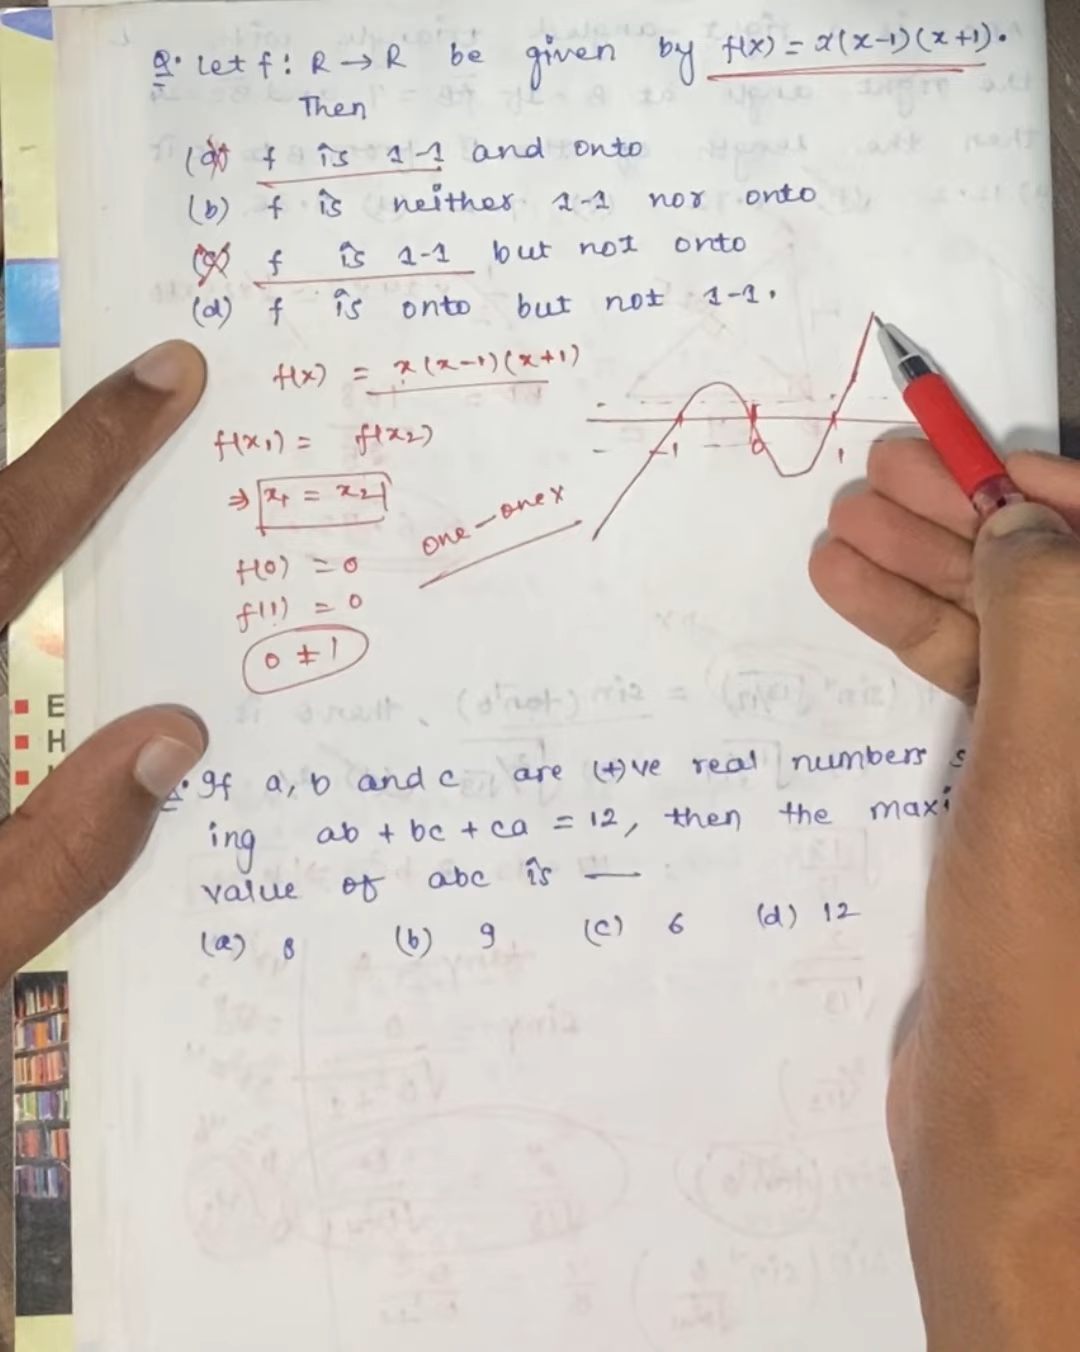 Q. Let f: R → R be given by f(x) = x(x-1)(x+1).
Then
(a) f is 1-1 and onto
(b) f is neither 1-1 nor onto
(c) f is 1-1 but not onto
(d) f is onto but not 1-1.
f(x) = x(x-1)(x+1)
f(x₁) = f(x₂)
⇒ x₁ = x₂
f(0) = 0
f(1) = 0
0 ≠ 1
one-one x
-1 0 1
E
H
Q. If a, b and c are (+)ve real numbers s
ing ab + bc + ca = 12, then the maxi
value of abc is —
(a) 8 (b) 9 (c) 6 (d) 12